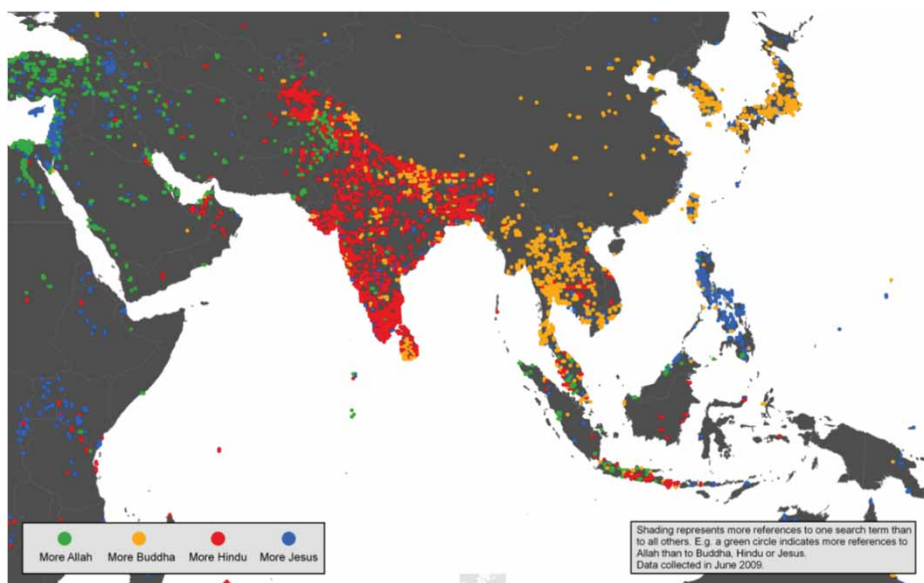 More Allah
More Buddha
More Hindu
More Jesus
Shading represents more references to one search term than
to all others. E.g. a green circle indicates more references to
Allah than to Buddha, Hindu or Jesus.
Data collected in June 2009.